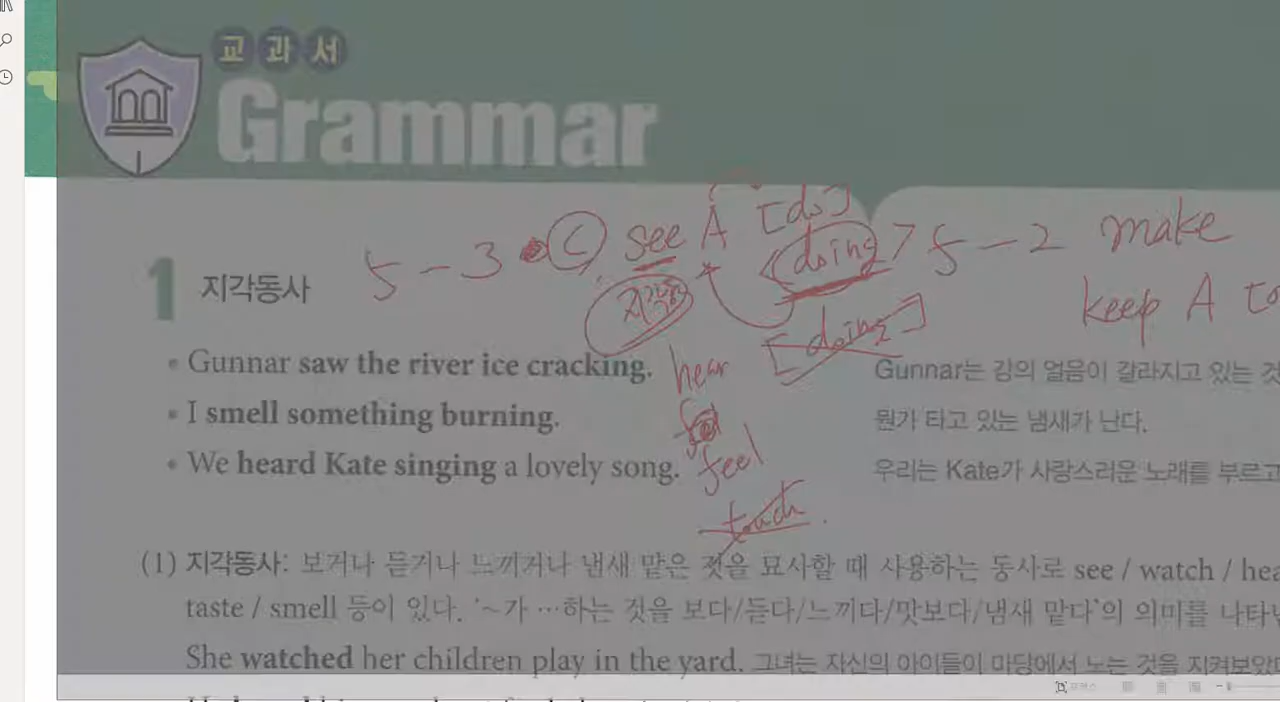 교과서
Grammar
5-3 C see A [do]
<doing> 5-2 make
1 지각동사
지각동
keep A
[doing]
Gunnar saw the river ice cracking. hear
Gunnar는 강의 얼음이 갈라지고 있는 것
• I smell something burning.
뭔가 타고 있는 냄새가 난다.
• We heard Kate singing a lovely song. feel
우리는 Kate가 사랑스러운 노래를 부르고
touch
(1) 지각동사: 보거나 듣거나 느끼거나 냄새 맡은 것을 묘사할 때 사용하는 동사로 see / watch / hea
taste / smell 등이 있다. '~가 …하는 것을 보다/듣다/느끼다/맛보다/냄새 맡다'의 의미를 나타
She watched her children play in the yard. 그녀는 자신의 아이들이 마당에서 노는 것을 지켜보았다